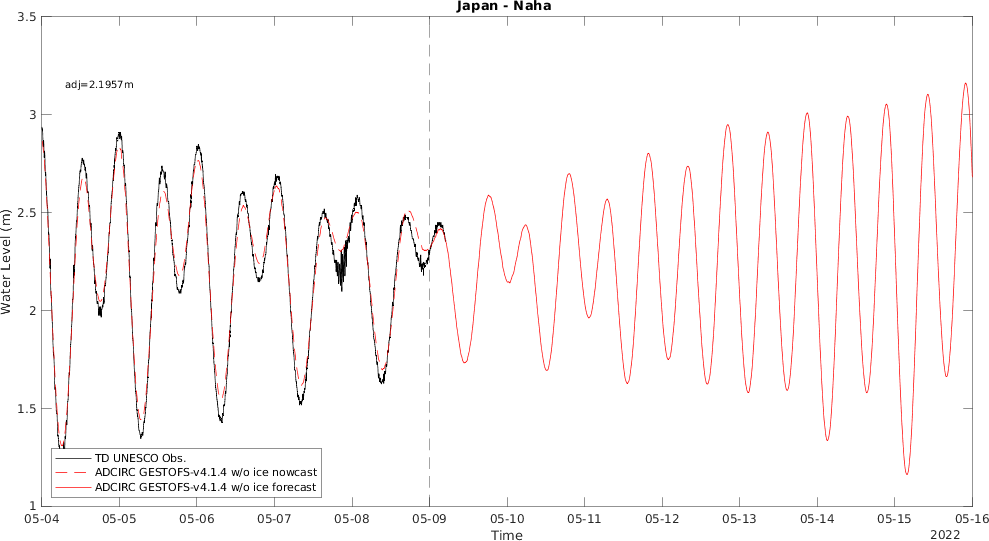 Japan - Naha
3.5
adj=2.1957m
3
2.5
Water Level (m)
2
1.5
TD UNESCO Obs.
ADCIRC GESTOFS-v4.1.4 w/o ice nowcast
ADCIRC GESTOFS-v4.1.4 w/o ice forecast
1
05-04 05-05 05-06 05-07 05-08 05-09 05-10 05-11 05-12 05-13 05-14 05-15 05-16
Time
2022